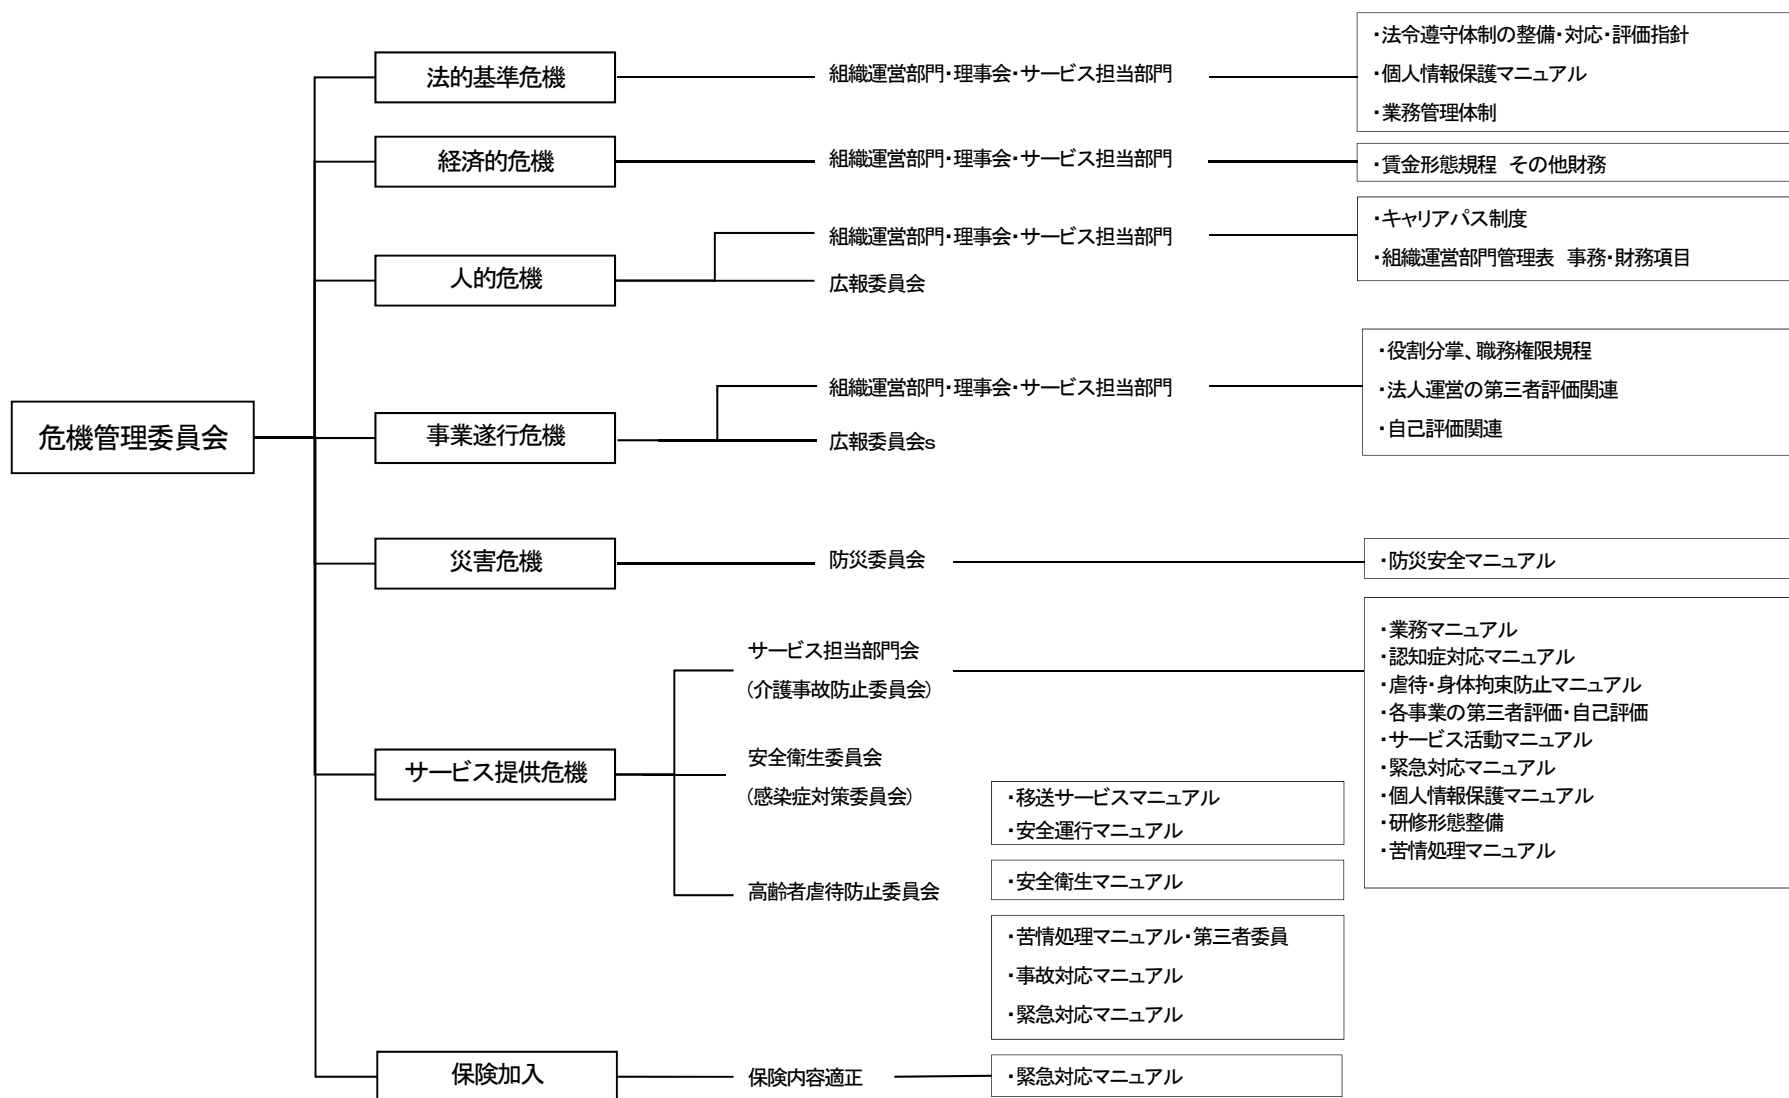 危機管理委員会
法的基準危機
組織運営部門・理事会・サービス担当部門
・法令遵守体制の整備・対応・評価指針
・個人情報保護マニュアル
・業務管理体制
経済的危機
組織運営部門・理事会・サービス担当部門
・賃金形態規程 その他財務
人的危機
組織運営部門・理事会・サービス担当部門
広報委員会
・キャリアパス制度
・組織運営部門管理表 事務・財務項目
事業遂行危機
組織運営部門・理事会・サービス担当部門
広報委員会s
・役割分掌、職務権限規程
・法人運営の第三者評価関連
・自己評価関連
災害危機
防災委員会
・防災安全マニュアル
サービス提供危機
サービス担当部門会
(介護事故防止委員会)
・業務マニュアル
・認知症対応マニュアル
・虐待・身体拘束防止マニュアル
・各事業の第三者評価・自己評価
・サービス活動マニュアル
・緊急対応マニュアル
・個人情報保護マニュアル
・研修形態整備
・苦情処理マニュアル
安全衛生委員会
(感染症対策委員会)
高齢者虐待防止委員会
・移送サービスマニュアル
・安全運行マニュアル
・安全衛生マニュアル
・苦情処理マニュアル・第三者委員
・事故対応マニュアル
・緊急対応マニュアル
保険加入
保険内容適正
・緊急対応マニュアル